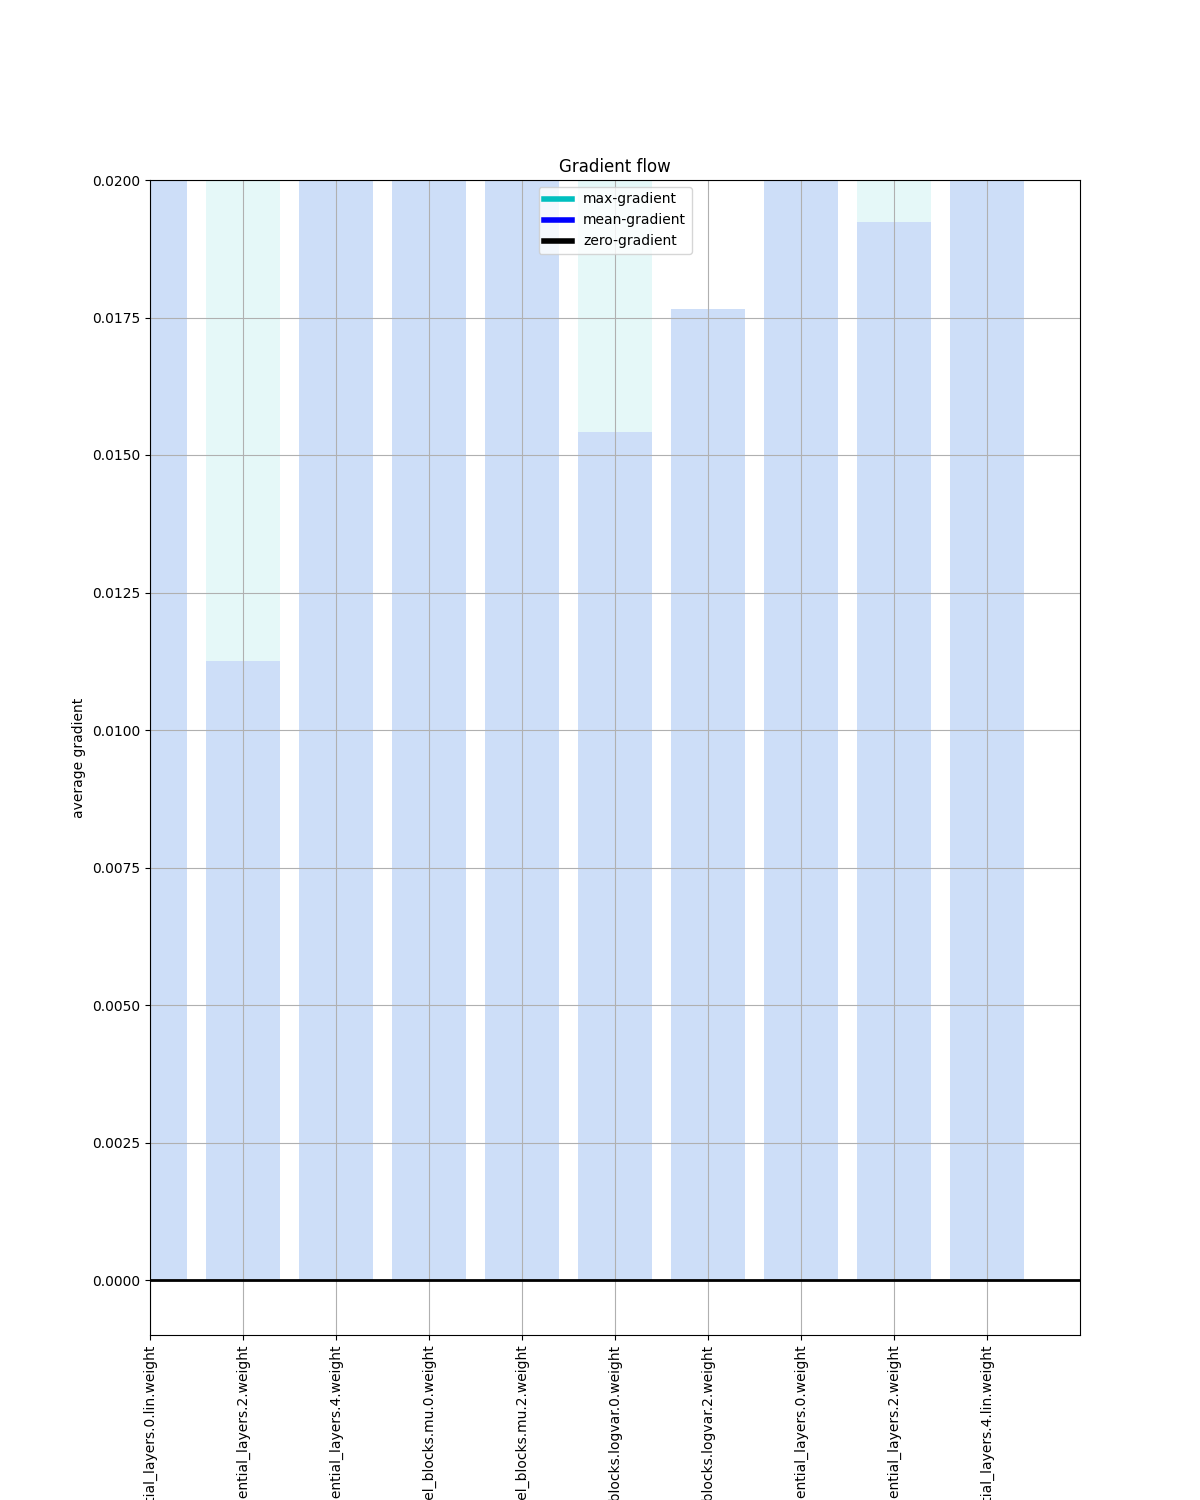 Gradient flow
max-gradient
mean-gradient
zero-gradient
0.0200
0.0175
0.0150
0.0125
0.0100
0.0075
0.0050
0.0025
0.0000
average gradient
tial_layers.0.lin.weight
ential_layers.2.weight
ential_layers.4.weight
el_blocks.mu.0.weight
el_blocks.mu.2.weight
blocks.logvar.0.weight
blocks.logvar.2.weight
ential_layers.0.weight
ential_layers.2.weight
tial_layers.4.lin.weight